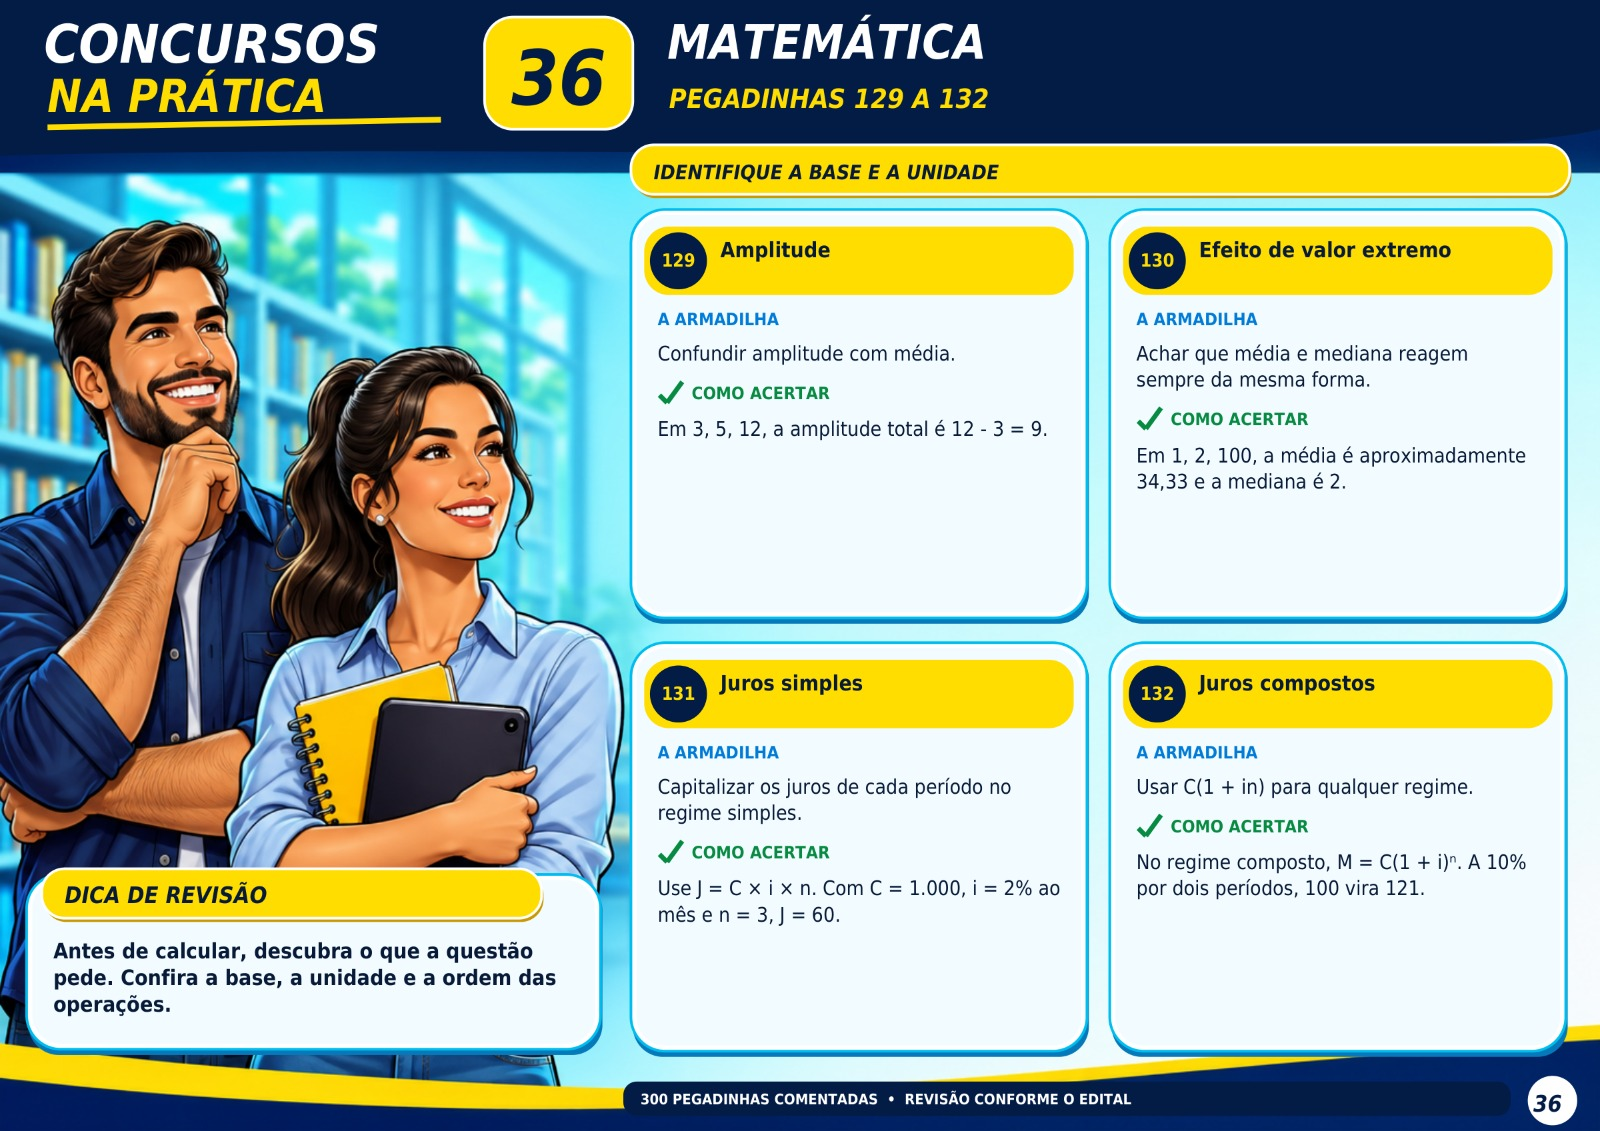 CONCURSOS
NA PRÁTICA
36
MATEMÁTICA
PEGADINHAS 129 A 132
IDENTIFIQUE A BASE E A UNIDADE
129
Amplitude
A ARMADILHA
Confundir amplitude com média.
COMO ACERTAR
Em 3, 5, 12, a amplitude total é 12 - 3 = 9.
130
Efeito de valor extremo
A ARMADILHA
Achar que média e mediana reagem
sempre da mesma forma.
COMO ACERTAR
Em 1, 2, 100, a média é aproximadamente
34,33 e a mediana é 2.
131
Juros simples
A ARMADILHA
Capitalizar os juros de cada período no
regime simples.
COMO ACERTAR
Use J = C × i × n. Com C = 1.000, i = 2% ao
mês e n = 3, J = 60.
132
Juros compostos
A ARMADILHA
Usar C(1 + in) para qualquer regime.
COMO ACERTAR
No regime composto, M = C(1 + i)ⁿ. A 10%
por dois períodos, 100 vira 121.
DICA DE REVISÃO
Antes de calcular, descubra o que a questão
pede. Confira a base, a unidade e a ordem das
operações.
300 PEGADINHAS COMENTADAS • REVISÃO CONFORME O EDITAL
36